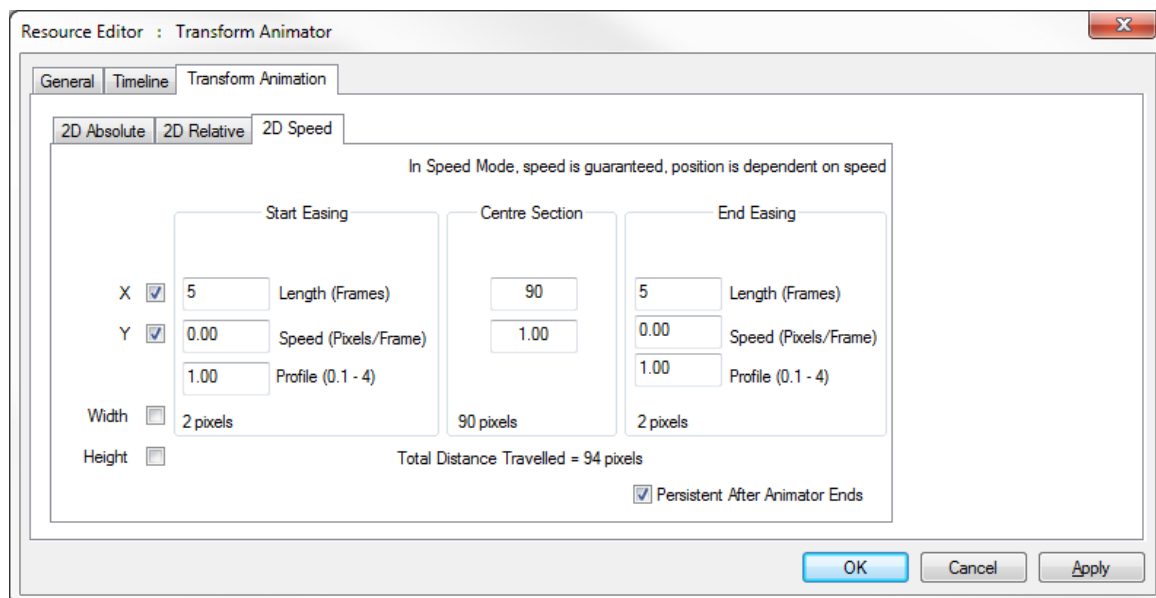 Resource Editor : Transform Animator
General Timeline Transform Animation
2D Absolute 2D Relative 2D Speed
In Speed Mode, speed is guaranteed, position is dependent on speed
Start Easing Centre Section End Easing
X 5 Length (Frames) 90 5 Length (Frames)
Y 0.00 Speed (Pixels/Frame) 1.00 0.00 Speed (Pixels/Frame)
1.00 Profile (0.1 - 4) 1.00 Profile (0.1 - 4)
Width 2 pixels 90 pixels 2 pixels
Height Total Distance Travelled = 94 pixels
Persistent After Animator Ends
OK Cancel Apply